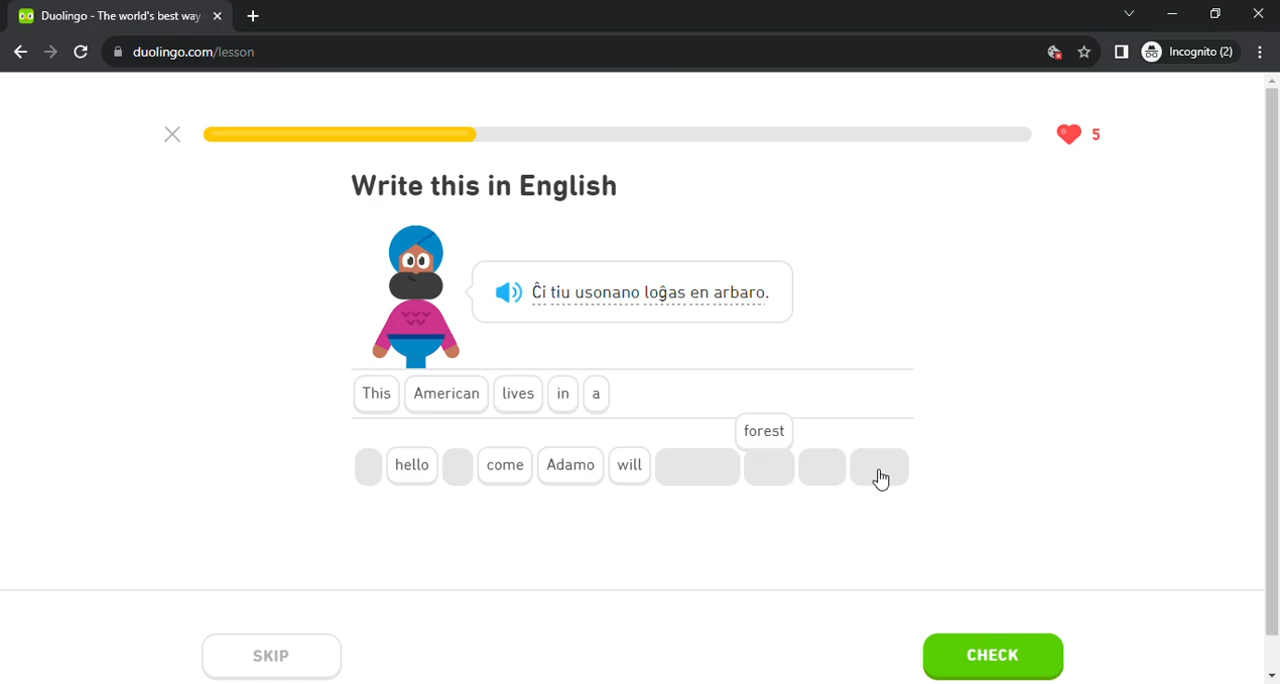 Duolingo - The world's best way
duolingo.com/lesson
Incognito (2)
5
Write this in English
Ĉi tiu usonano loĝas en arbaro.
This American lives in a
forest
hello come Adamo will
SKIP
CHECK